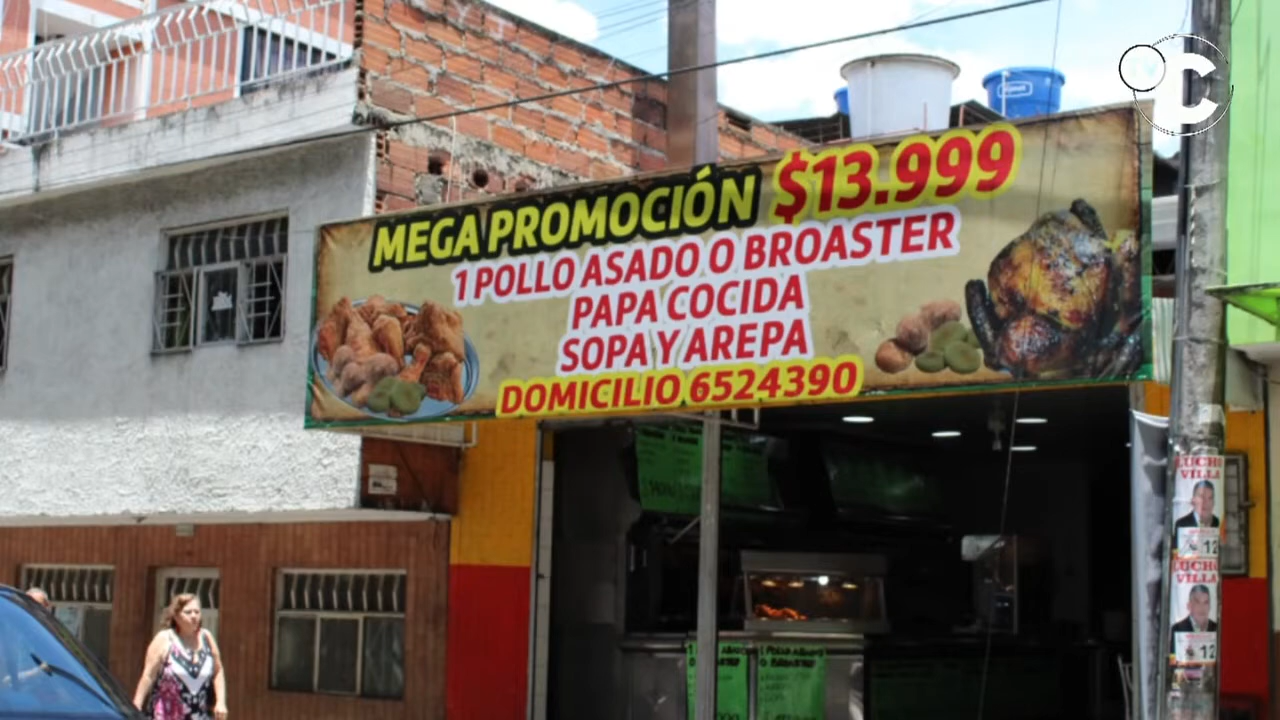 MEGA PROMOCIÓN $13.999
1 POLLO ASADO O BROASTER
PAPA COCIDA
SOPA Y AREPA
DOMICILIO 6524390
LUCHO
VILLA
12
LUCHO
VILLA
12